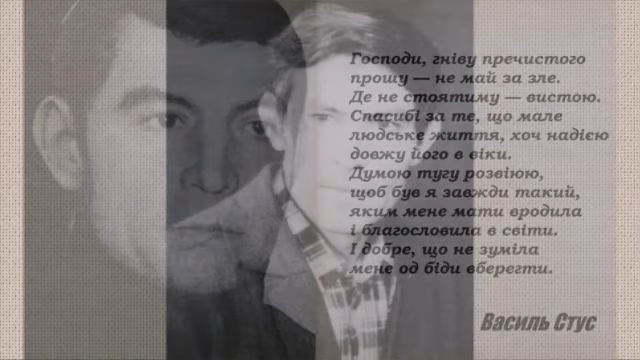 Господи, гніву пречистого
прошу — не май за зле.
Де не стоятиму — вистою.
Спасибі за те, що мале
людське життя, хоч надією
довжу його в віки.
Думою тугу розвіюю,
щоб був я завжди такий,
яким мене мати вродила
і благословила в світи.
І добре, що не зуміла
мене од біди вберегти.
Василь Стус